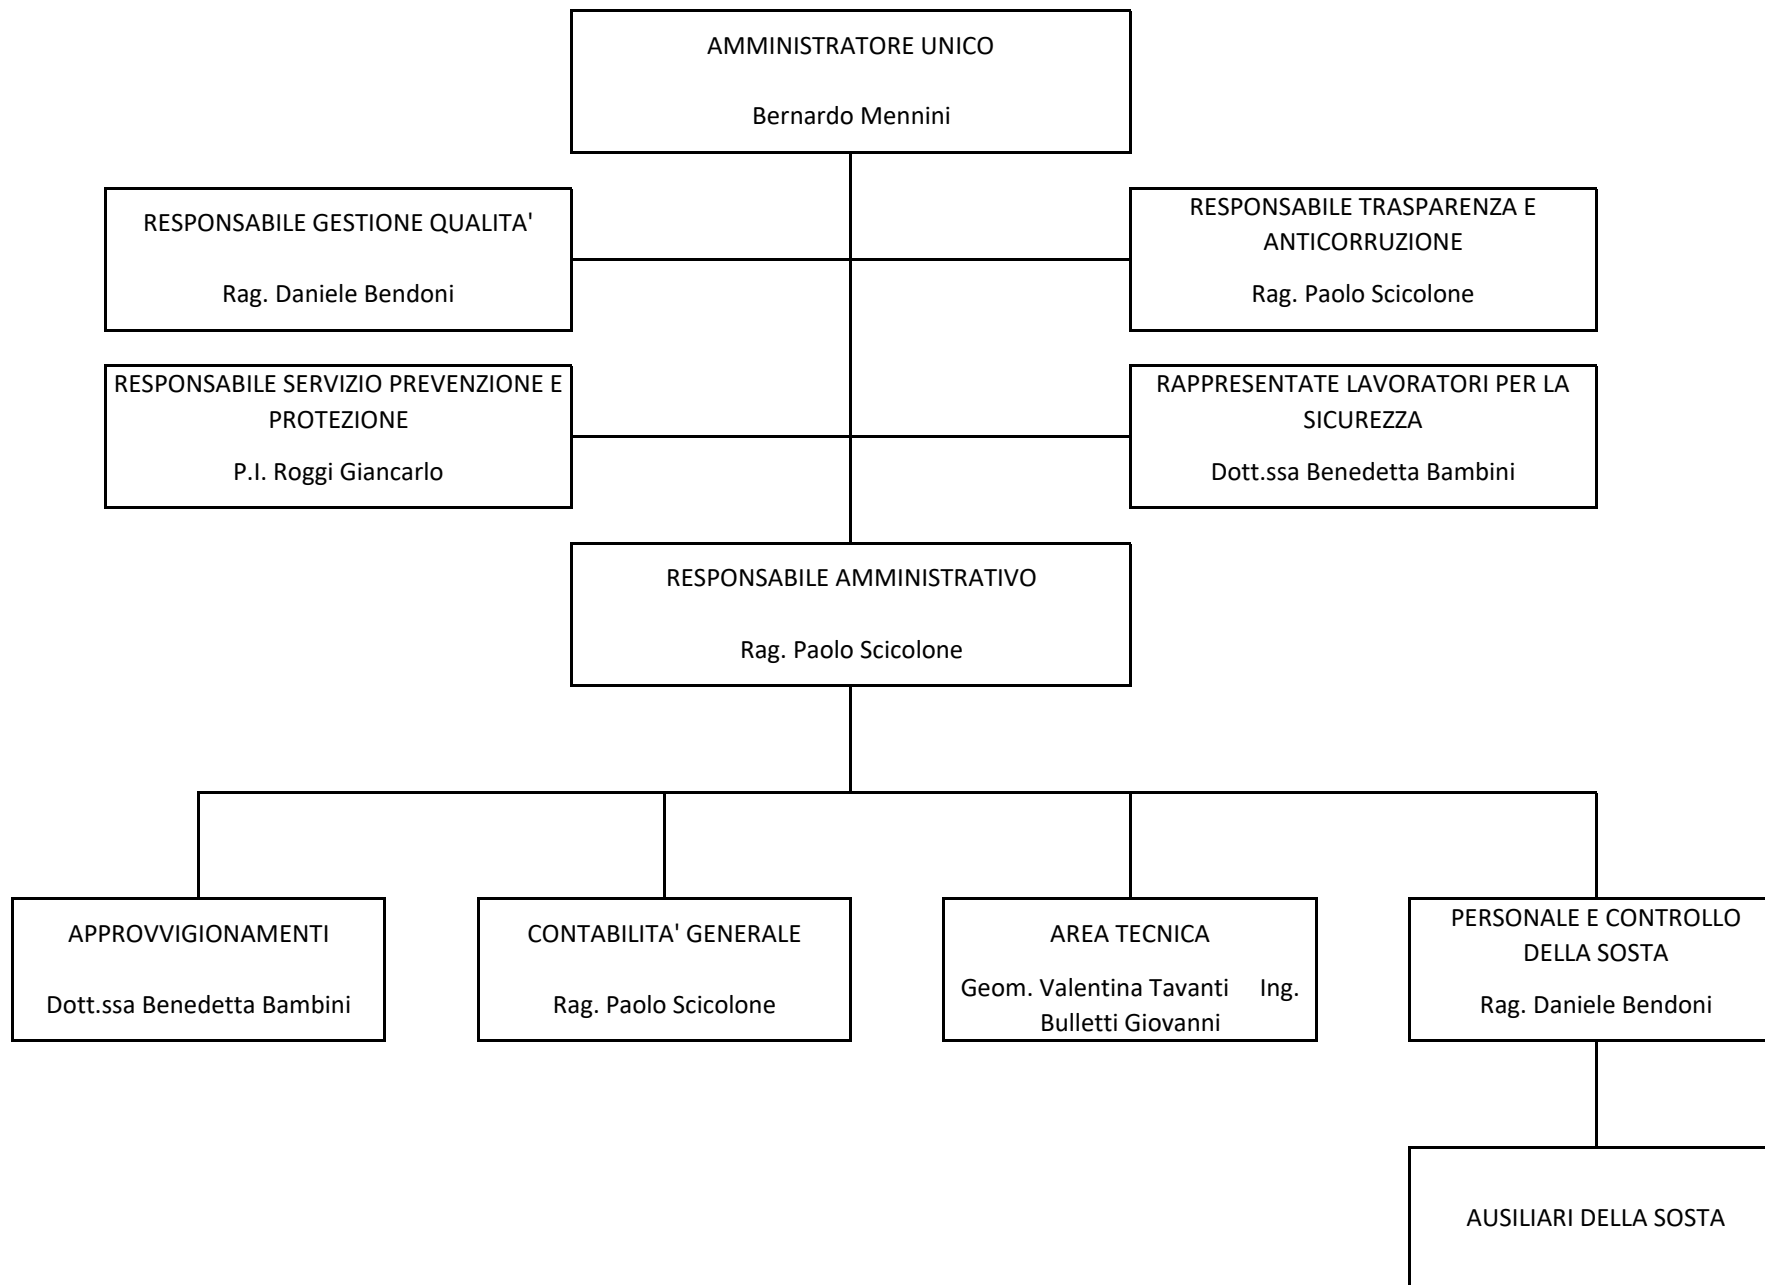 AMMINISTRATORE UNICO
Bernardo Mennini
RESPONSABILE GESTIONE QUALITA'
Rag. Daniele Bendoni
RESPONSABILE TRASPARENZA E
ANTICORRUZIONE
Rag. Paolo Scicolone
RESPONSABILE SERVIZIO PREVENZIONE E
PROTEZIONE
P.I. Roggi Giancarlo
RAPPRESENTATE LAVORATORI PER LA
SICUREZZA
Dott.ssa Benedetta Bambini
RESPONSABILE AMMINISTRATIVO
Rag. Paolo Scicolone
APPROVVIGIONAMENTI
Dott.ssa Benedetta Bambini
CONTABILITA' GENERALE
Rag. Paolo Scicolone
AREA TECNICA
Geom. Valentina Tavanti Ing.
Bulletti Giovanni
PERSONALE E CONTROLLO
DELLA SOSTA
Rag. Daniele Bendoni
AUSILIARI DELLA SOSTA